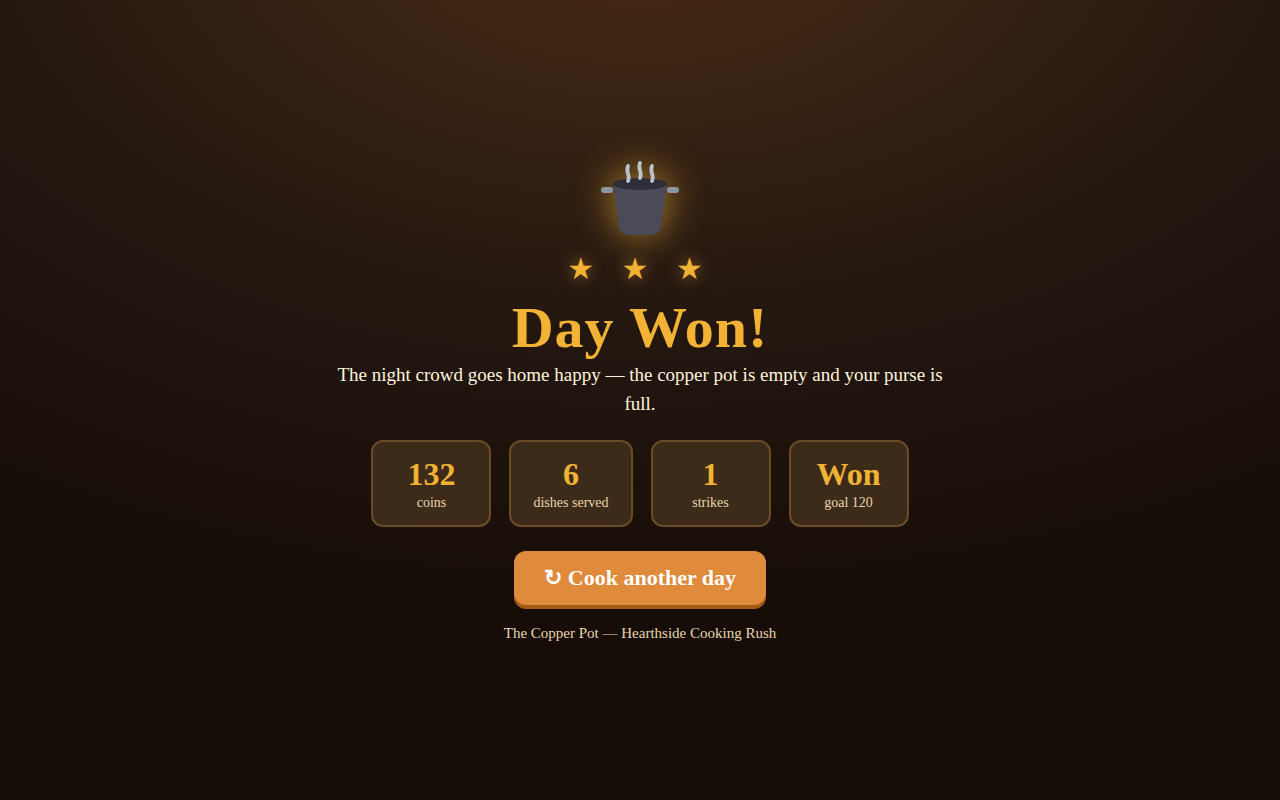 ★ ★ ★
Day Won!
The night crowd goes home happy — the copper pot is empty and your purse is
full.
132
coins
6
dishes served
1
strikes
Won
goal 120
↻ Cook another day
The Copper Pot — Hearthside Cooking Rush